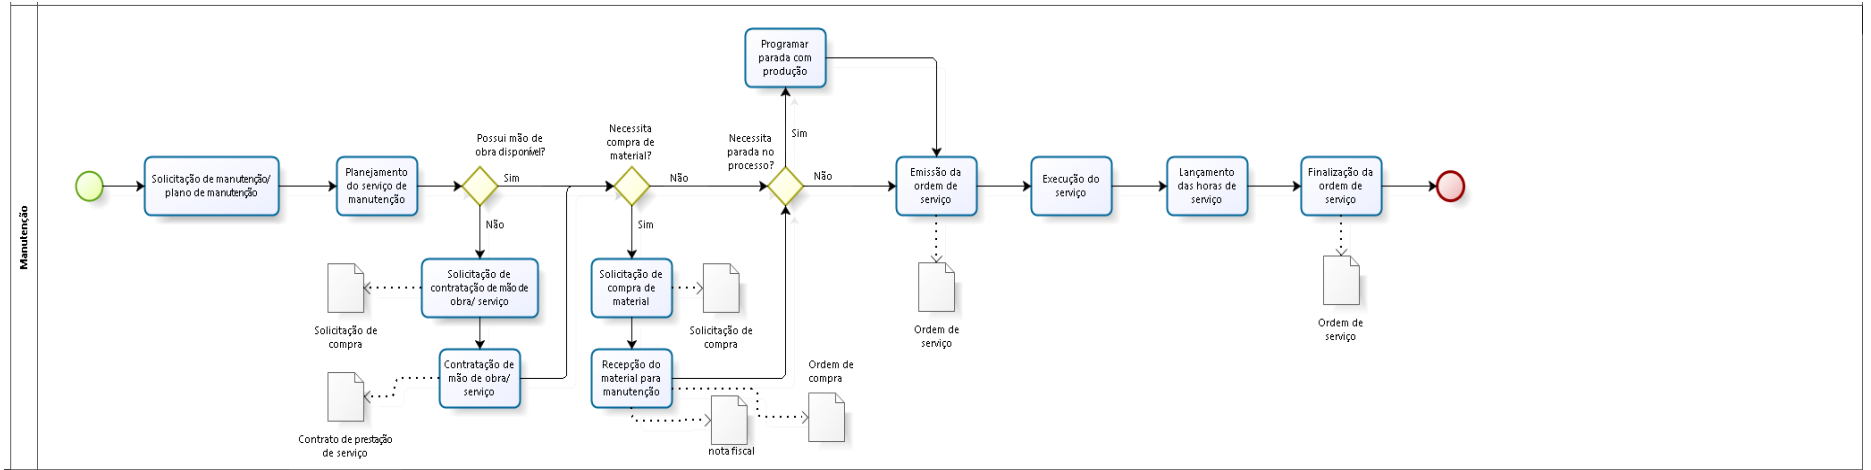 Manutenção
Solicitação de manutenção/
plano de manutenção
Planejamento
do serviço de
manutenção
Possui mão de
obra disponível?
Sim
Não
Solicitação de
contratação de mão de
obra/ serviço
Solicitação de
compra
Contratação de
mão de obra/
serviço
Contrato de prestação
de serviço
Necessita
compra de
material?
Não
Sim
Solicitação de
compra de
material
Solicitação de
compra
Recepção do
material para
manutenção
nota fiscal
Ordem de
compra
Necessita
parada no
processo?
Sim
Não
Programar
parada com
produção
Emissão da
ordem de
serviço
Ordem de
serviço
Execução do
serviço
Lançamento
das horas de
serviço
Finalização da
ordem de
serviço
Ordem de
serviço